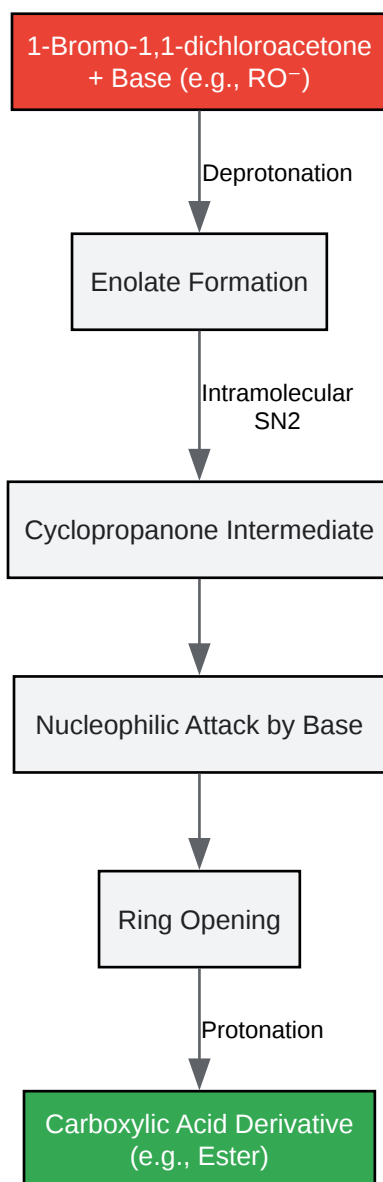 1-Bromo-1,1-dichloroacetone
+ Base (e.g., RO⁻)
Deprotonation
Enolate Formation
Intramolecular
SN2
Cyclopropanone Intermediate
Nucleophilic Attack by Base
Ring Opening
Protonation
Carboxylic Acid Derivative
(e.g., Ester)